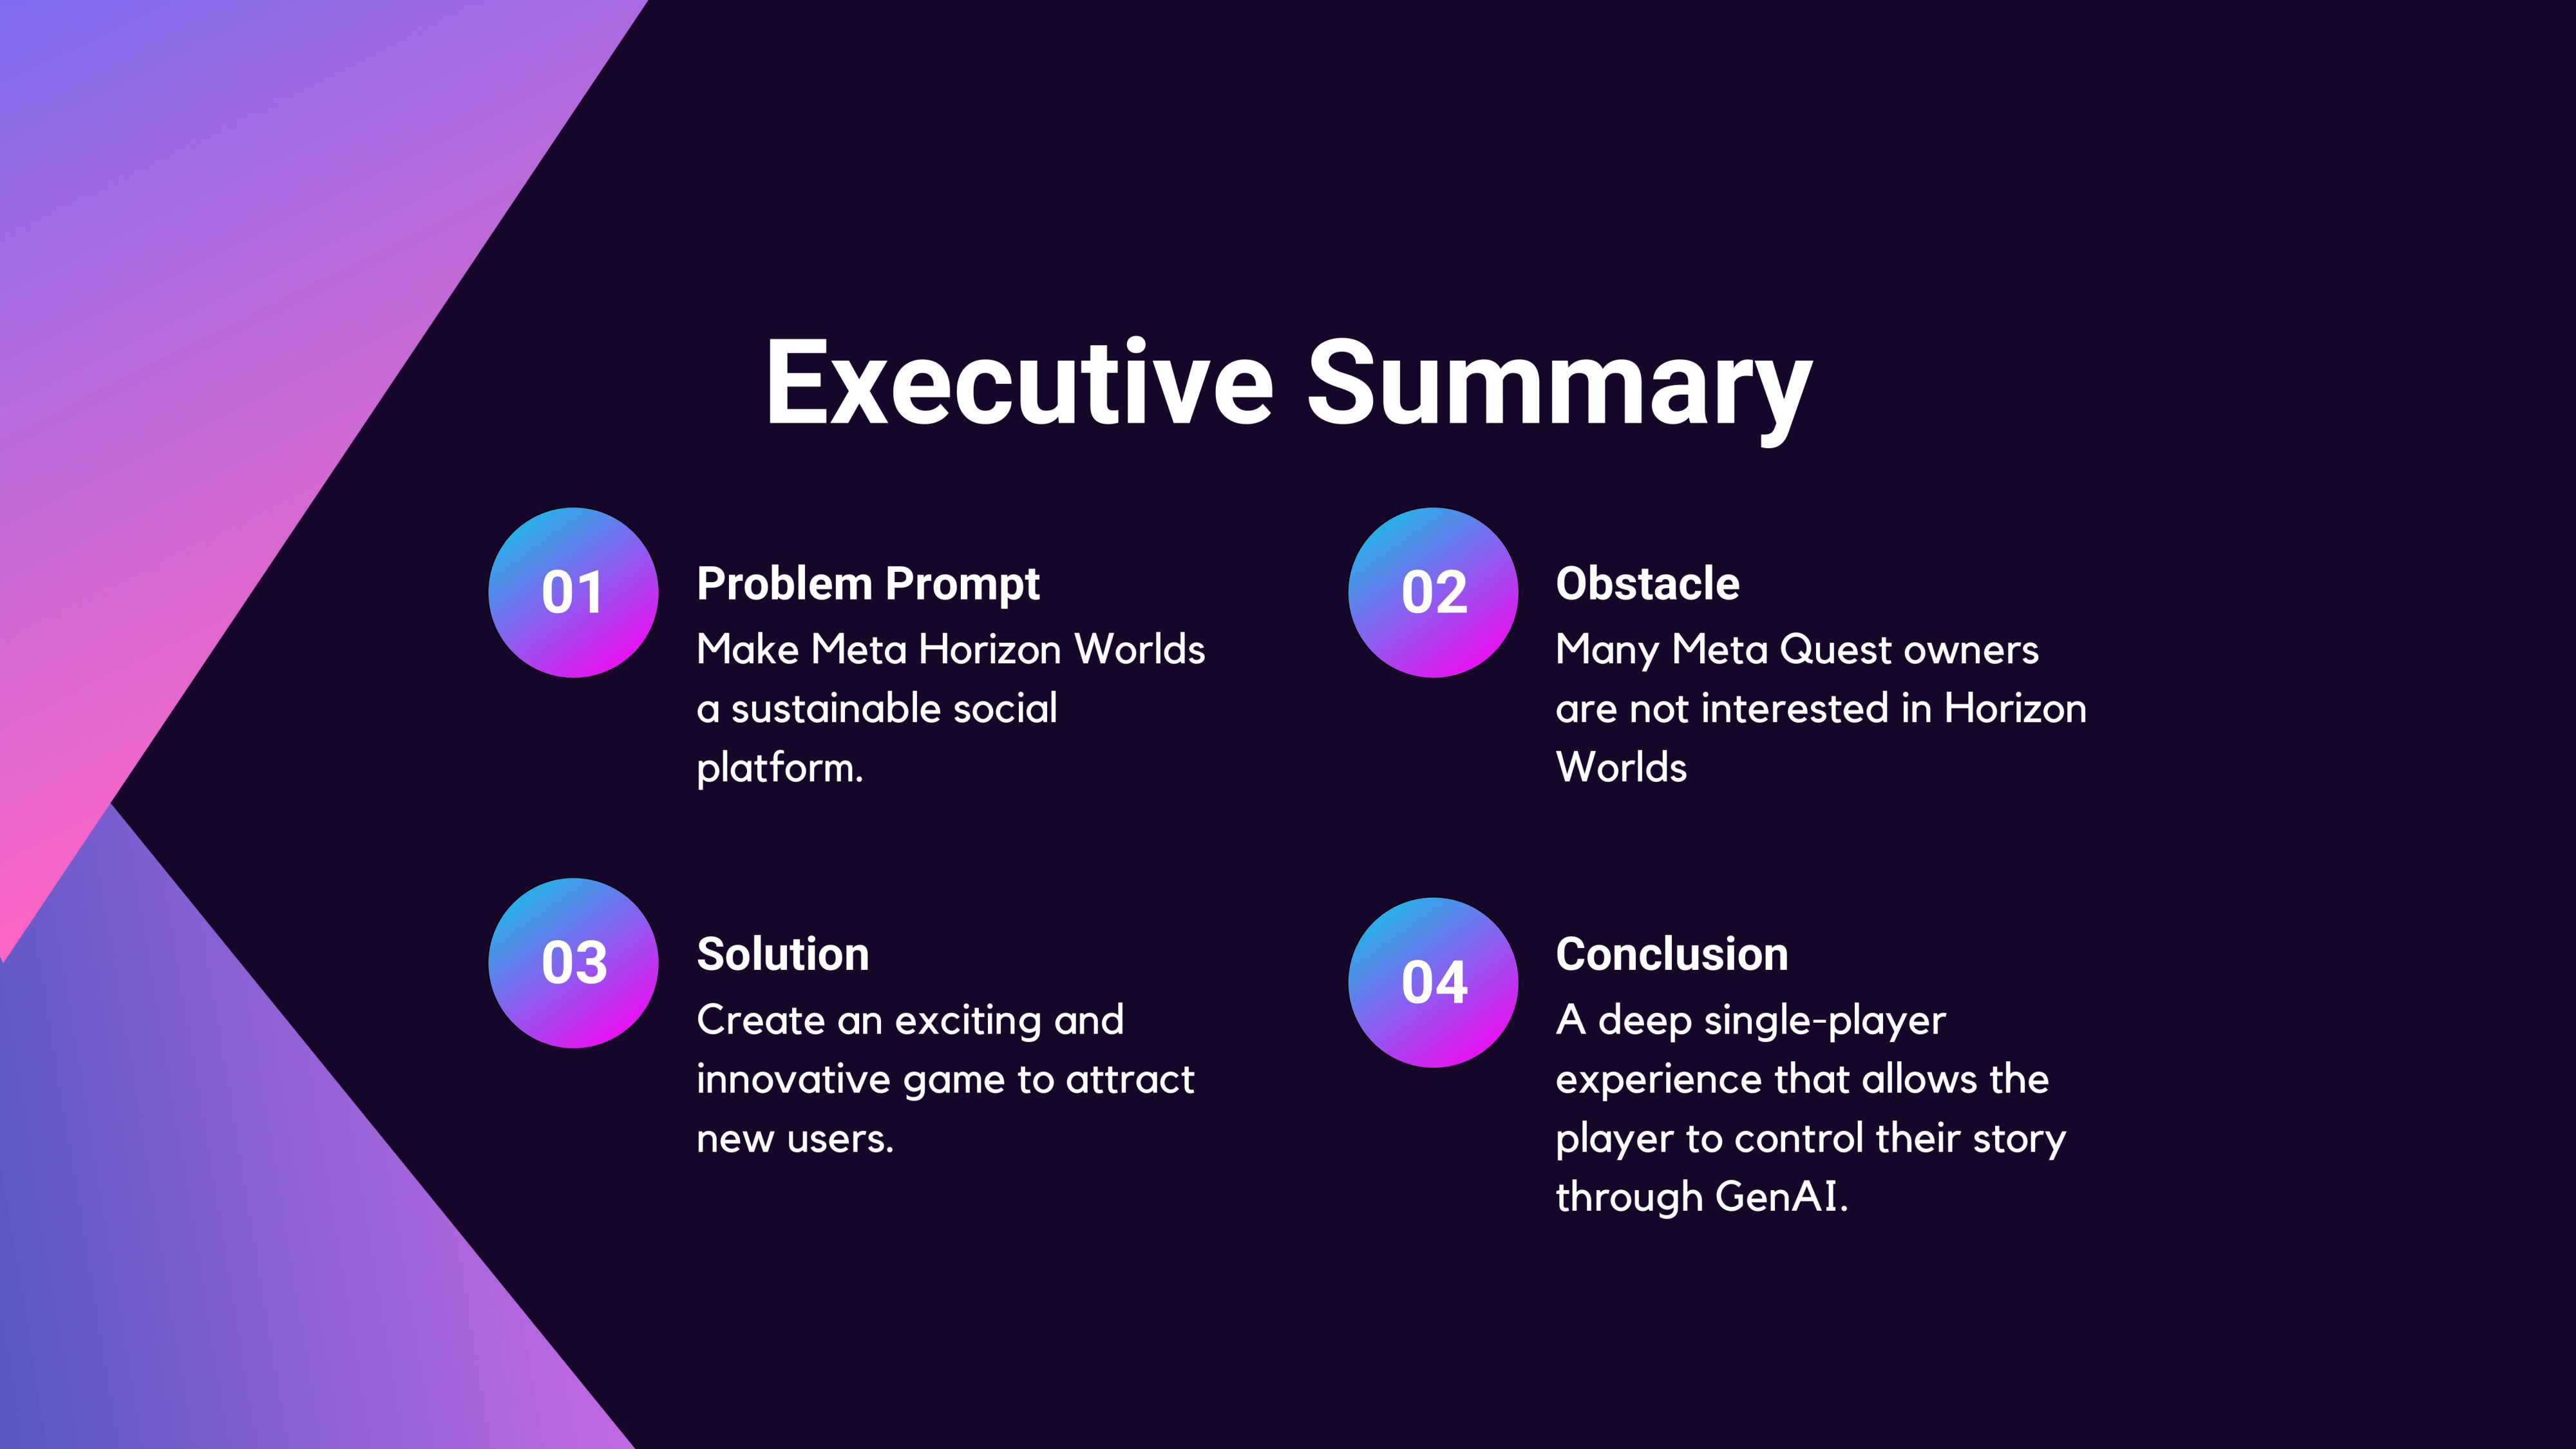 Executive Summary
01
Problem Prompt
Make Meta Horizon Worlds
a sustainable social
platform.
02
Obstacle
Many Meta Quest owners
are not interested in Horizon
Worlds
03
Solution
Create an exciting and
innovative game to attract
new users.
04
Conclusion
A deep single-player
experience that allows the
player to control their story
through GenAI.